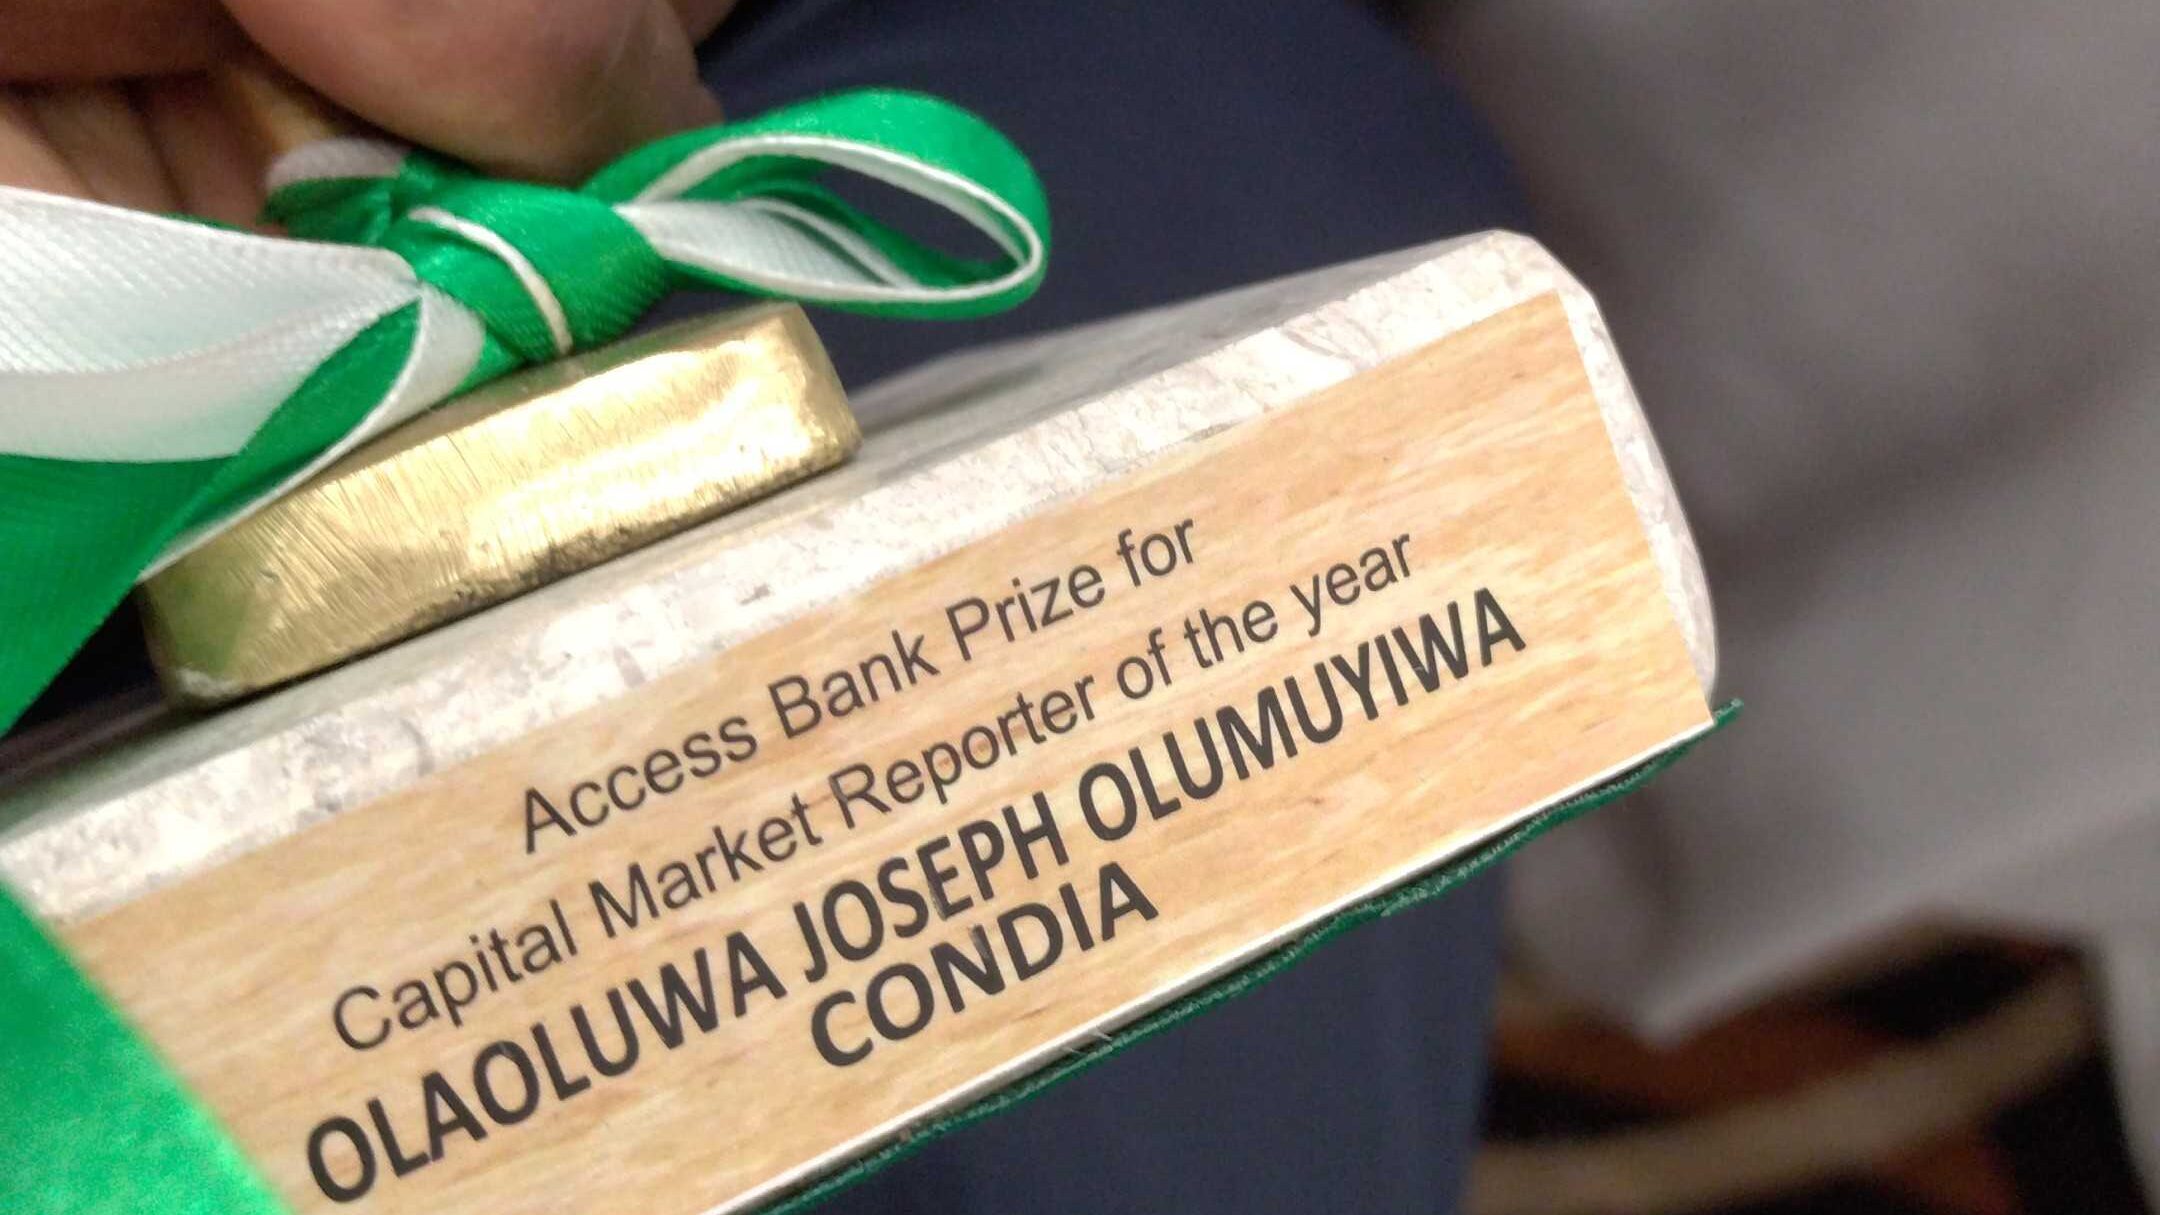 Access Bank Prize for
Capital Market Reporter of the year
OLAOLUWA JOSEPH OLUMUYIWA
CONDIA